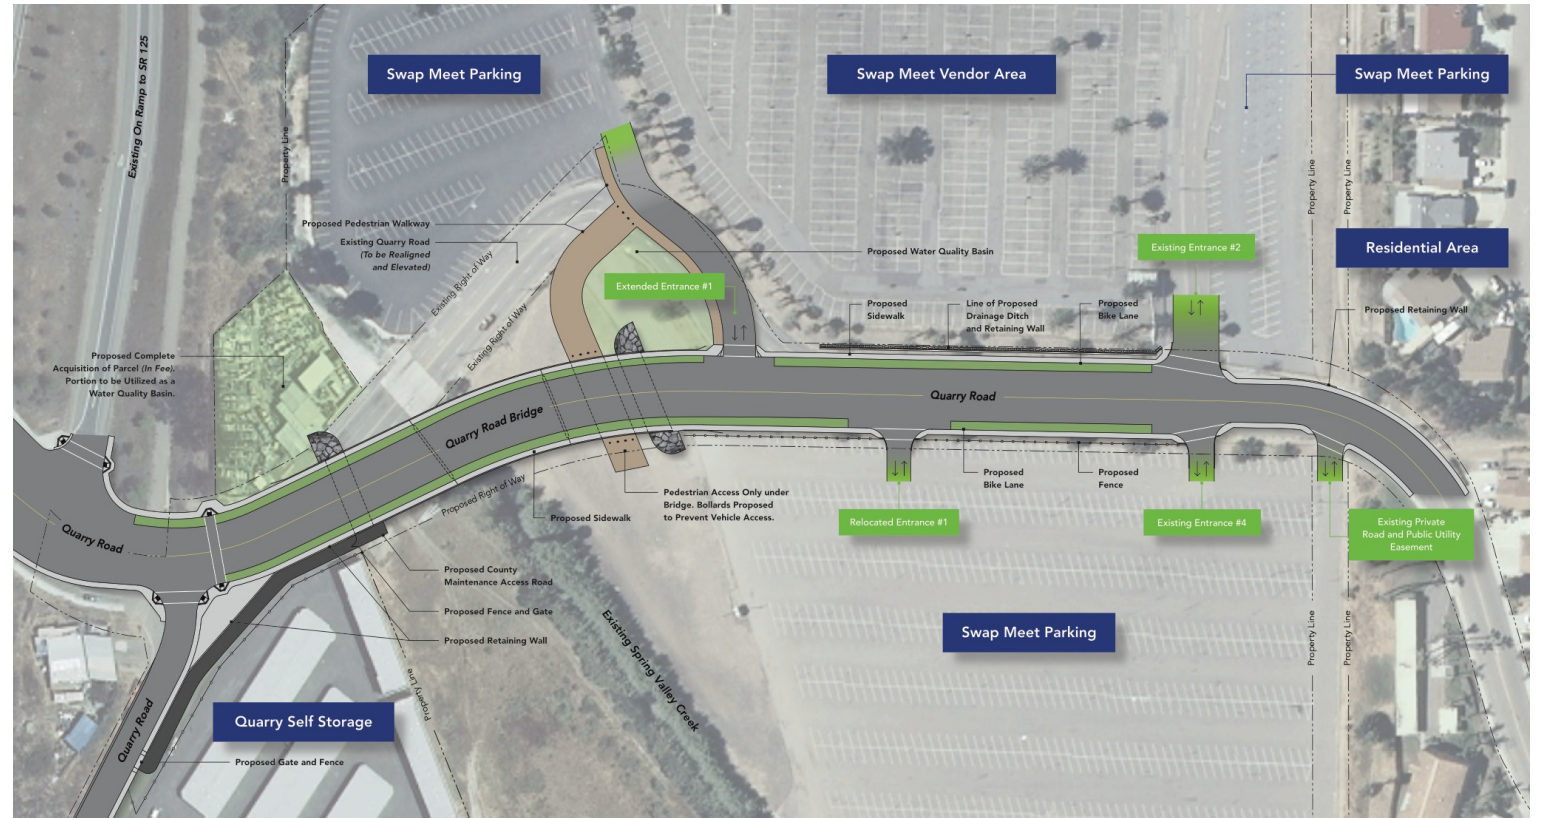 Existing On Ramp to SR 125
Property Line
Swap Meet Parking
Swap Meet Vendor Area
Swap Meet Parking
Property Line
Property Line
Proposed Pedestrian Walkway
Existing Quarry Road
(To be Realigned
and Elevated)
Existing Right of Way
Existing Right of Way
Proposed Water Quality Basin
Existing Entrance #2
Residential Area
Extended Entrance #1
Proposed
Sidewalk
Line of Proposed
Drainage Ditch
and Retaining Wall
Proposed
Bike Lane
Proposed Retaining Wall
Proposed Complete
Acquisition of Parcel (In Fee).
Portion to be Utilized as a
Water Quality Basin.
Quarry Road Bridge
Quarry Road
Proposed Right of Way
Pedestrian Access Only under
Bridge. Bollards Proposed
to Prevent Vehicle Access.
Proposed Sidewalk
Proposed
Bike Lane
Proposed
Fence
Relocated Entrance #1
Existing Entrance #4
Existing Private
Road and Public Utility
Easement
Quarry Road
Proposed County
Maintenance Access Road
Proposed Fence and Gate
Proposed Retaining Wall
Existing Spring Valley Creek
Swap Meet Parking
Property Line
Property Line
Property Line
Quarry Road
Quarry Self Storage
Proposed Gate and Fence